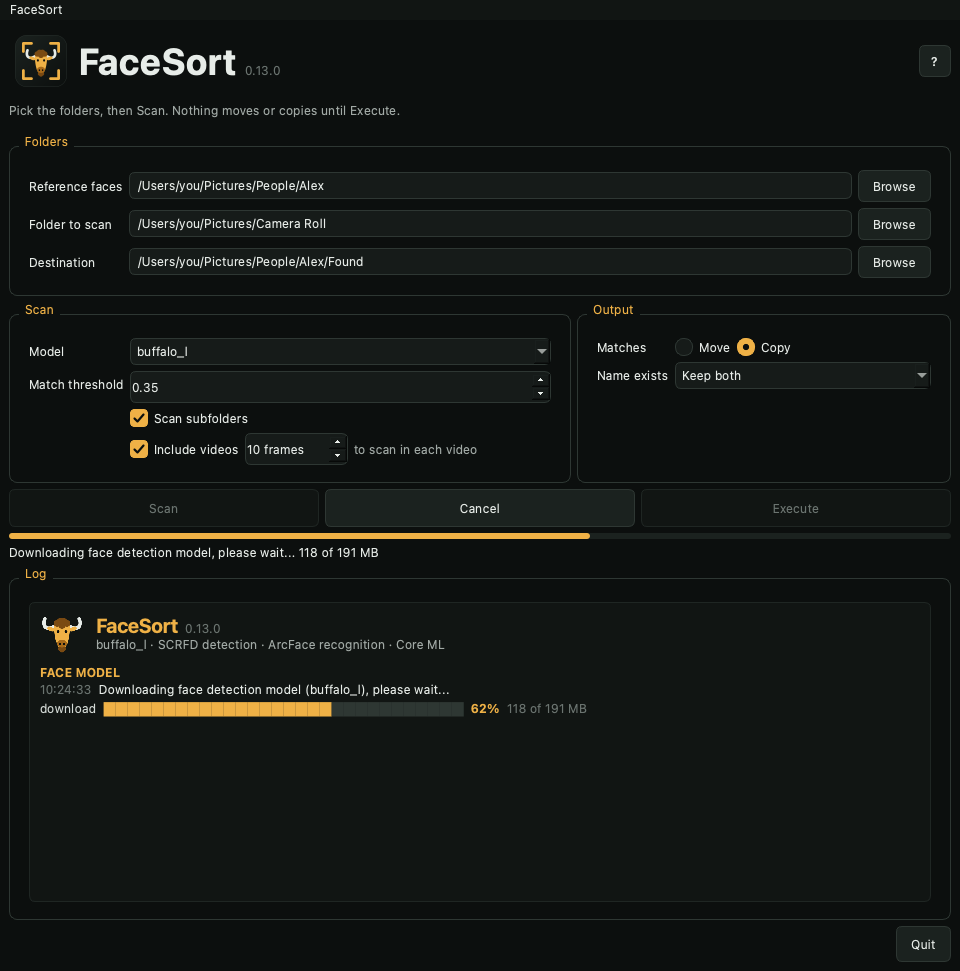 FaceSort
FaceSort 0.13.0
?
Pick the folders, then Scan. Nothing moves or copies until Execute.
Folders
Reference faces /Users/you/Pictures/People/Alex Browse
Folder to scan /Users/you/Pictures/Camera Roll Browse
Destination /Users/you/Pictures/People/Alex/Found Browse
Scan
Model buffalo_l
Match threshold 0.35
Scan subfolders
Include videos 10 frames to scan in each video
Output
Matches Move Copy
Name exists Keep both
Scan Cancel Execute
Downloading face detection model, please wait... 118 of 191 MB
Log
FaceSort 0.13.0
buffalo_l · SCRFD detection · ArcFace recognition · Core ML
FACE MODEL
10:24:33 Downloading face detection model (buffalo_l), please wait...
download 62% 118 of 191 MB
Quit